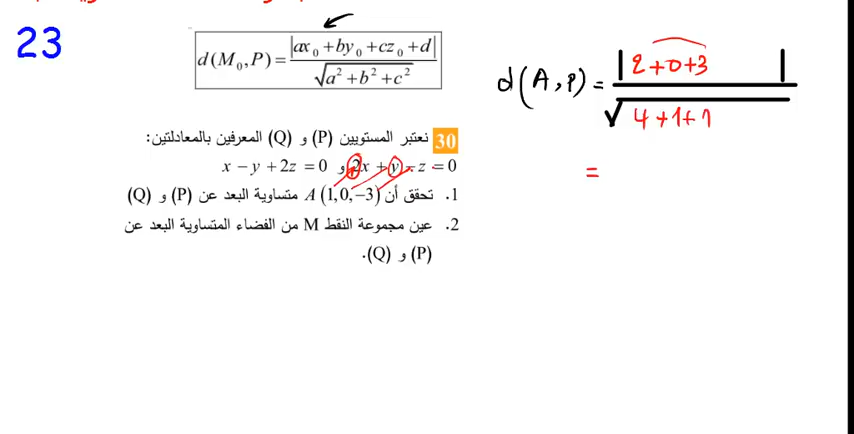 23
d(M₀,P) = |ax₀+by₀+cz₀+d| / √(a²+b²+c²)
d(A,P) = |2+0+3| / √(4+1+1)
=
30 نعتبر المستويين (P) و (Q) المعرفين بالمعادلتين:
2x + y - z = 0 و x - y + 2z = 0
1. تحقق أن A(1,0,-3) متساوية البعد عن (P) و (Q)
2. عين مجموعة النقط M من الفضاء المتساوية البعد عن
(P) و (Q).